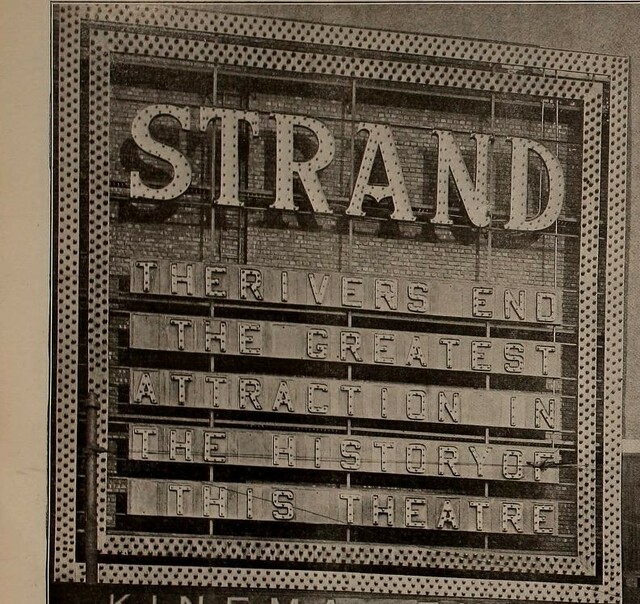 STRAND
THERIVERS END
THE GREATEST
ATTRACTION IN
THE HISTORYOF
THIS THEATRE